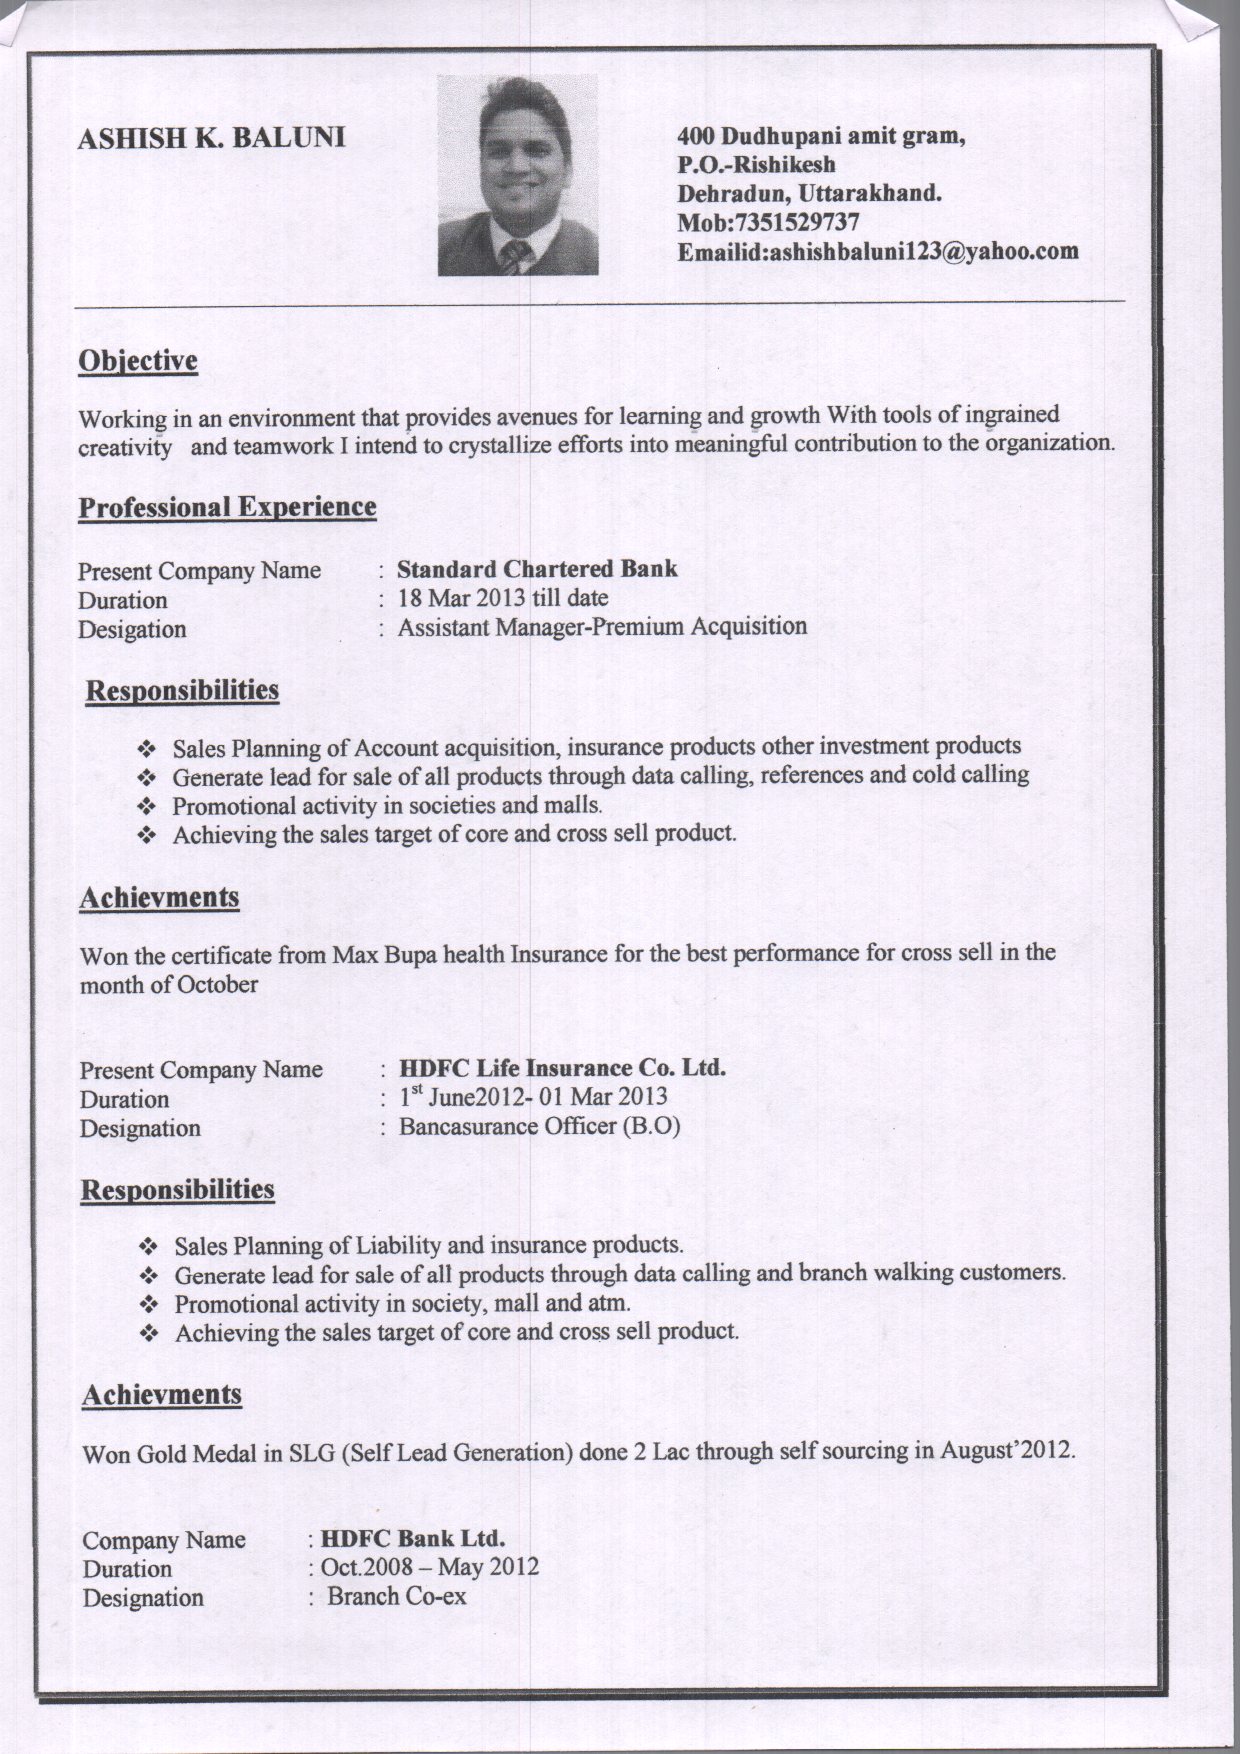 ASHISH K. BALUNI
400 Dudhupani amit gram,
P.O.-Rishikesh
Dehradun, Uttarakhand.
Mob:7351529737
Emailid:ashishbaluni123@yahoo.com
Objective
Working in an environment that provides avenues for learning and growth With tools of ingrained
creativity and teamwork I intend to crystallize efforts into meaningful contribution to the organization.
Professional Experience
Present Company Name : Standard Chartered Bank
Duration : 18 Mar 2013 till date
Desigation : Assistant Manager-Premium Acquisition
Responsibilities
❖ Sales Planning of Account acquisition, insurance products other investment products
❖ Generate lead for sale of all products through data calling, references and cold calling
❖ Promotional activity in societies and malls.
❖ Achieving the sales target of core and cross sell product.
Achievments
Won the certificate from Max Bupa health Insurance for the best performance for cross sell in the
month of October
Present Company Name : HDFC Life Insurance Co. Ltd.
Duration : 1st June2012- 01 Mar 2013
Designation : Bancasurance Officer (B.O)
Responsibilities
❖ Sales Planning of Liability and insurance products.
❖ Generate lead for sale of all products through data calling and branch walking customers.
❖ Promotional activity in society, mall and atm.
❖ Achieving the sales target of core and cross sell product.
Achievments
Won Gold Medal in SLG (Self Lead Generation) done 2 Lac through self sourcing in August’2012.
Company Name : HDFC Bank Ltd.
Duration : Oct.2008 – May 2012
Designation : Branch Co-ex